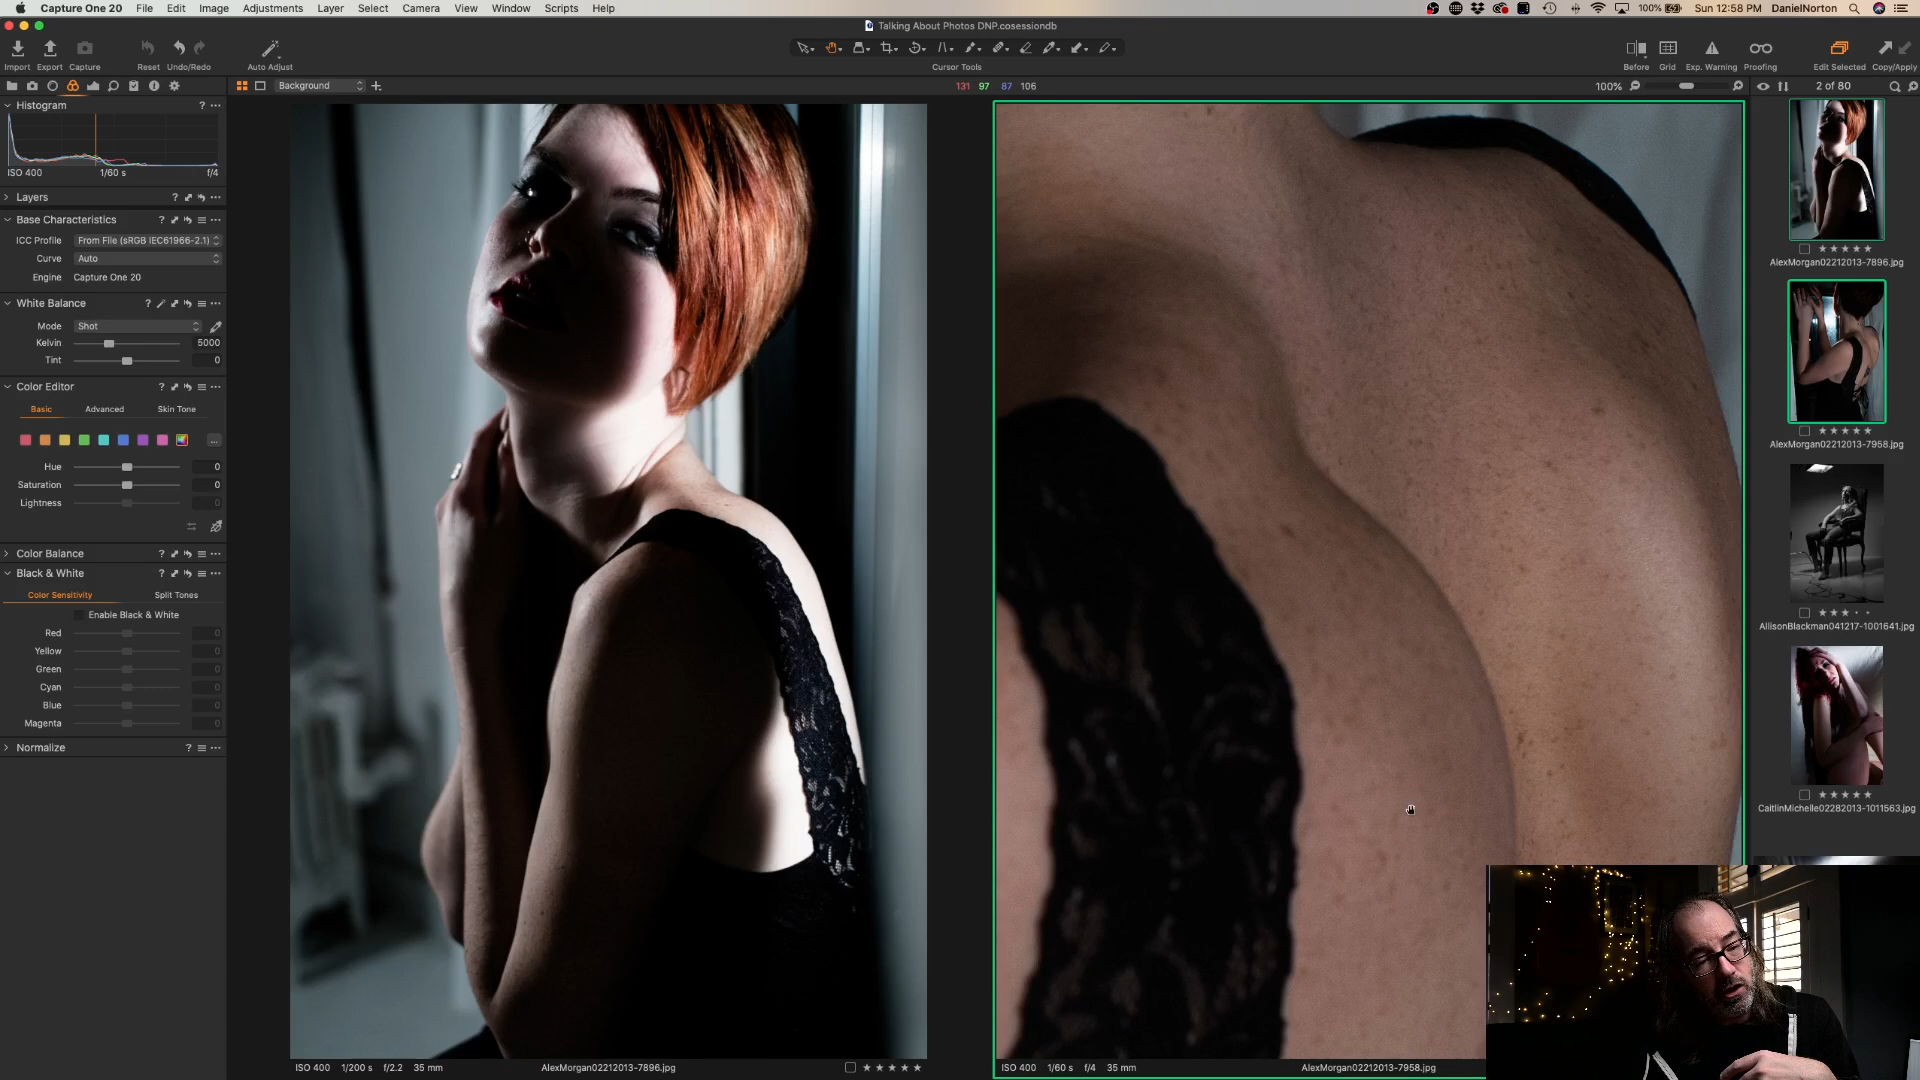 Capture One 20 File Edit Image Adjustments Layer Select Camera View Window Scripts Help 100% Sun 12:58 PM DanielNorton
Talking About Photos DNP.cosessiondb
Import Export Capture Reset Undo/Redo Auto Adjust Cursor Tools Before Grid Exp. Warning Proofing Edit Selected Copy/Apply
Background 131 97 87 106 100% 2 of 80
Histogram
ISO 400 1/60 s f/4
Layers
Base Characteristics
ICC Profile From File (sRGB IEC61966-2.1)
Curve Auto
Engine Capture One 20
White Balance
Mode Shot
Kelvin 5000
Tint 0
Color Editor
Basic Advanced Skin Tone
Hue 0
Saturation 0
Lightness 0
Color Balance
Black & White
Color Sensitivity Split Tones
Enable Black & White
Red 0
Yellow 0
Green 0
Cyan 0
Blue 0
Magenta 0
Normalize
AlexMorgan02212013-7896.jpg
AlexMorgan02212013-7958.jpg
AllisonBlackman041217-1001641.jpg
CaitlinMichelle02282013-1011563.jpg
ISO 400 1/200 s f/2.2 35 mm AlexMorgan02212013-7896.jpg
ISO 400 1/60 s f/4 35 mm AlexMorgan02212013-7958.jpg